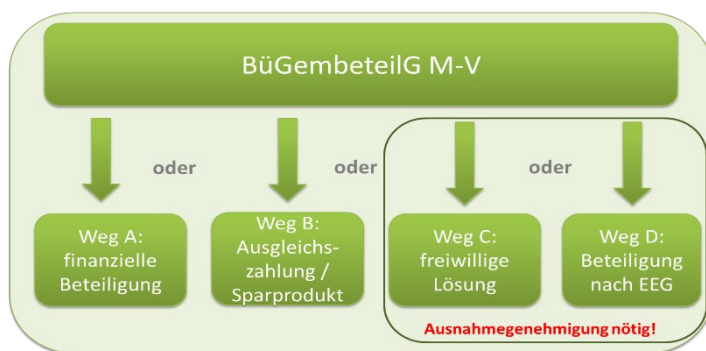 BüGembeteilG M-V
oder
oder
oder
Weg A:
finanzielle
Beteiligung
Weg B:
Ausgleichs-
zahlung /
Sparprodukt
Weg C:
freiwillige
Lösung
Weg D:
Beteiligung
nach EEG
Ausnahmegenehmigung nötig!